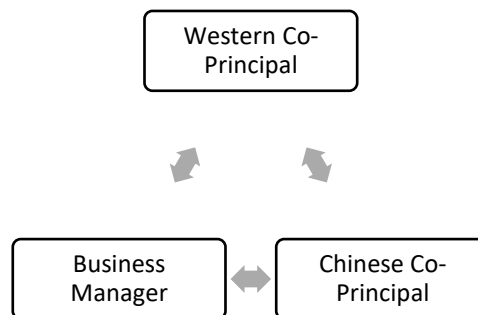 Western Co-
Principal
Business
Manager
Chinese Co-
Principal